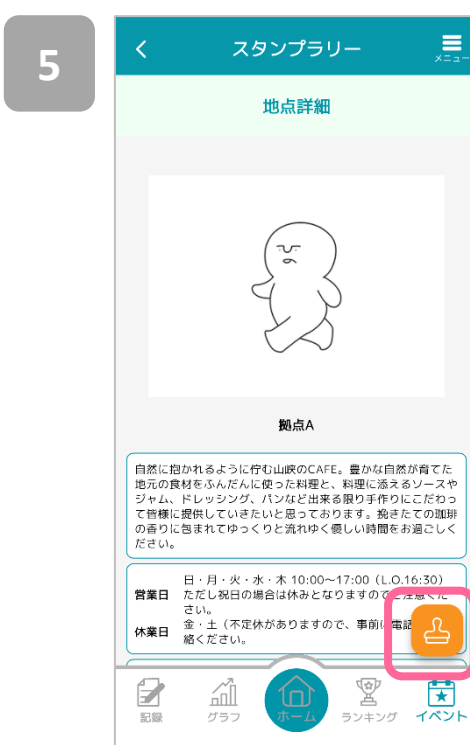 5
スタンプラリー
メニュー
地点詳細
拠点A
自然に抱かれるように佇む山峡のCAFE。豊かな自然が育てた
地元の食材をふんだんに使った料理と、料理に添えるソースや
ジャム、ドレッシング、パンなど出来る限り手作りにこだわっ
て皆様に提供していきたいと思っております。挽きたての珈琲
の香りに包まれてゆっくりと流れゆく優しい時間をお過ごしく
ださい。
営業日
日・月・火・水・木 10:00〜17:00（L.O.16:30）
ただし祝日の場合は休みとなりますのでご注意くだ
さい。
休業日
金・土（不定休がありますので、事前に電話
絡ください。
記録
グラフ
ホーム
ランキング
イベント